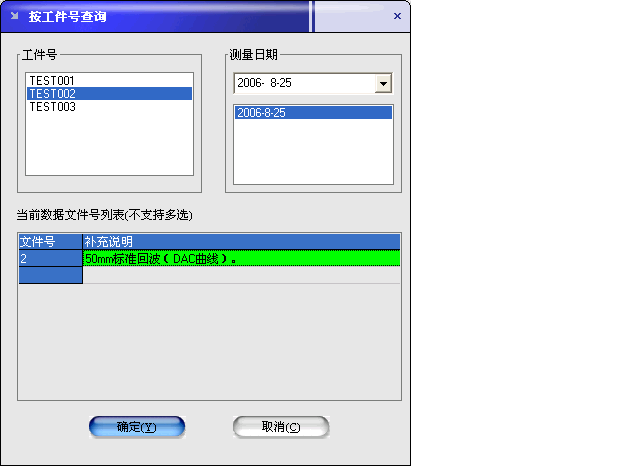 按工件号查询
工件号
TEST001
TEST002
TEST003
测量日期
2006- 8-25
2006-8-25
当前数据文件号列表(不支持多选)
文件号 补充说明
2 50mm标准回波（DAC曲线）。
确定(Y) 取消(C)